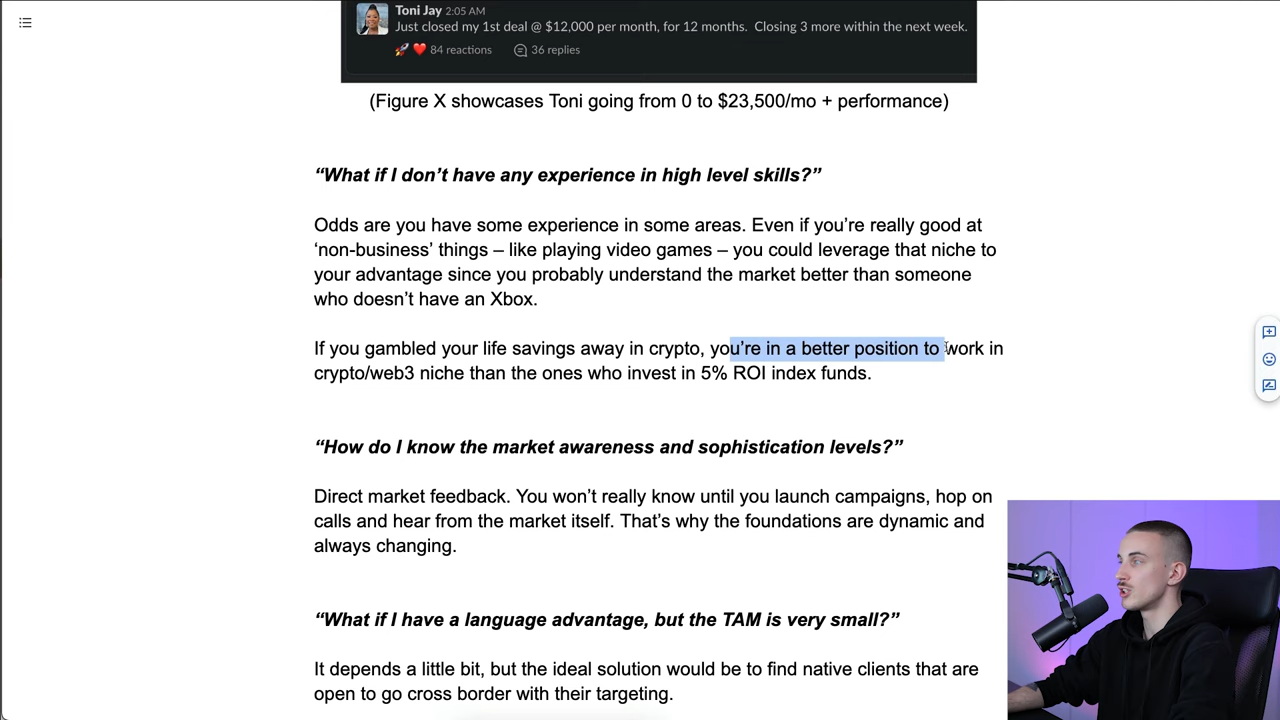 Toni Jay 2:05 AM
Just closed my 1st deal @ $12,000 per month, for 12 months. Closing 3 more within the next week.
84 reactions 36 replies
(Figure X showcases Toni going from 0 to $23,500/mo + performance)
“What if I don’t have any experience in high level skills?”
Odds are you have some experience in some areas. Even if you’re really good at
‘non-business’ things – like playing video games – you could leverage that niche to
your advantage since you probably understand the market better than someone
who doesn’t have an Xbox.
If you gambled your life savings away in crypto, you’re in a better position to work in
crypto/web3 niche than the ones who invest in 5% ROI index funds.
“How do I know the market awareness and sophistication levels?”
Direct market feedback. You won’t really know until you launch campaigns, hop on
calls and hear from the market itself. That’s why the foundations are dynamic and
always changing.
“What if I have a language advantage, but the TAM is very small?”
It depends a little bit, but the ideal solution would be to find native clients that are
open to go cross border with their targeting.